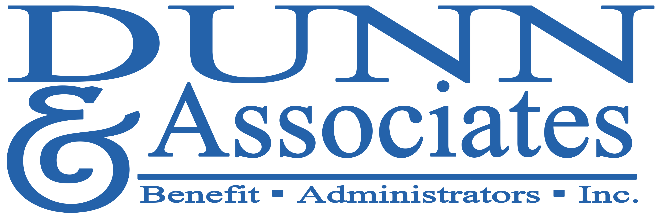 DUNN
& Associates
Benefit ▪ Administrators ▪ Inc.